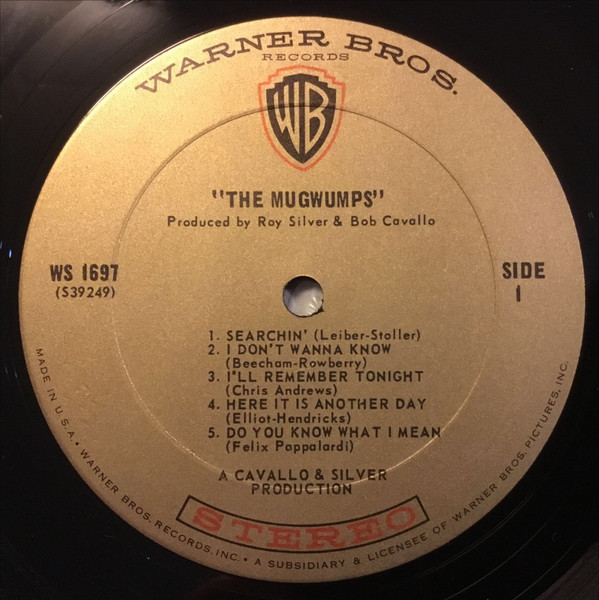 WARNER BROS.
RECORDS
WB
"THE MUGWUMPS"
Produced by Roy Silver & Bob Cavallo
WS 1697
(S39249)
SIDE
1
1. SEARCHIN' (Leiber-Stoller)
2. I DON'T WANNA KNOW
(Beecham-Rowberry)
3. I'LL REMEMBER TONIGHT
(Chris Andrews)
4. HERE IT IS ANOTHER DAY
(Elliot-Hendricks)
5. DO YOU KNOW WHAT I MEAN
(Felix Pappalardi)
A CAVALLO & SILVER
PRODUCTION
STEREO
MADE IN U.S.A. • WARNER BROS. RECORDS, INC. • A SUBSIDIARY & LICENSEE OF WARNER BROS. PICTURES, INC.